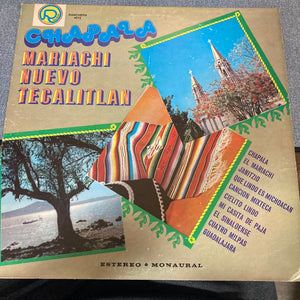 CHAPALA
MARIACHI
NUEVO
TECALITLAN
CHAPALA
EL MARIACHI
JANITZIO
QUE LINDO ES MICHOACAN
CANCION MIXTECA
CIELITO LINDO
MI CASITA DE PAJA
EL SINALOENSE
CUATRO MILPAS
GUADALAJARA
ESTEREO • MONAURAL